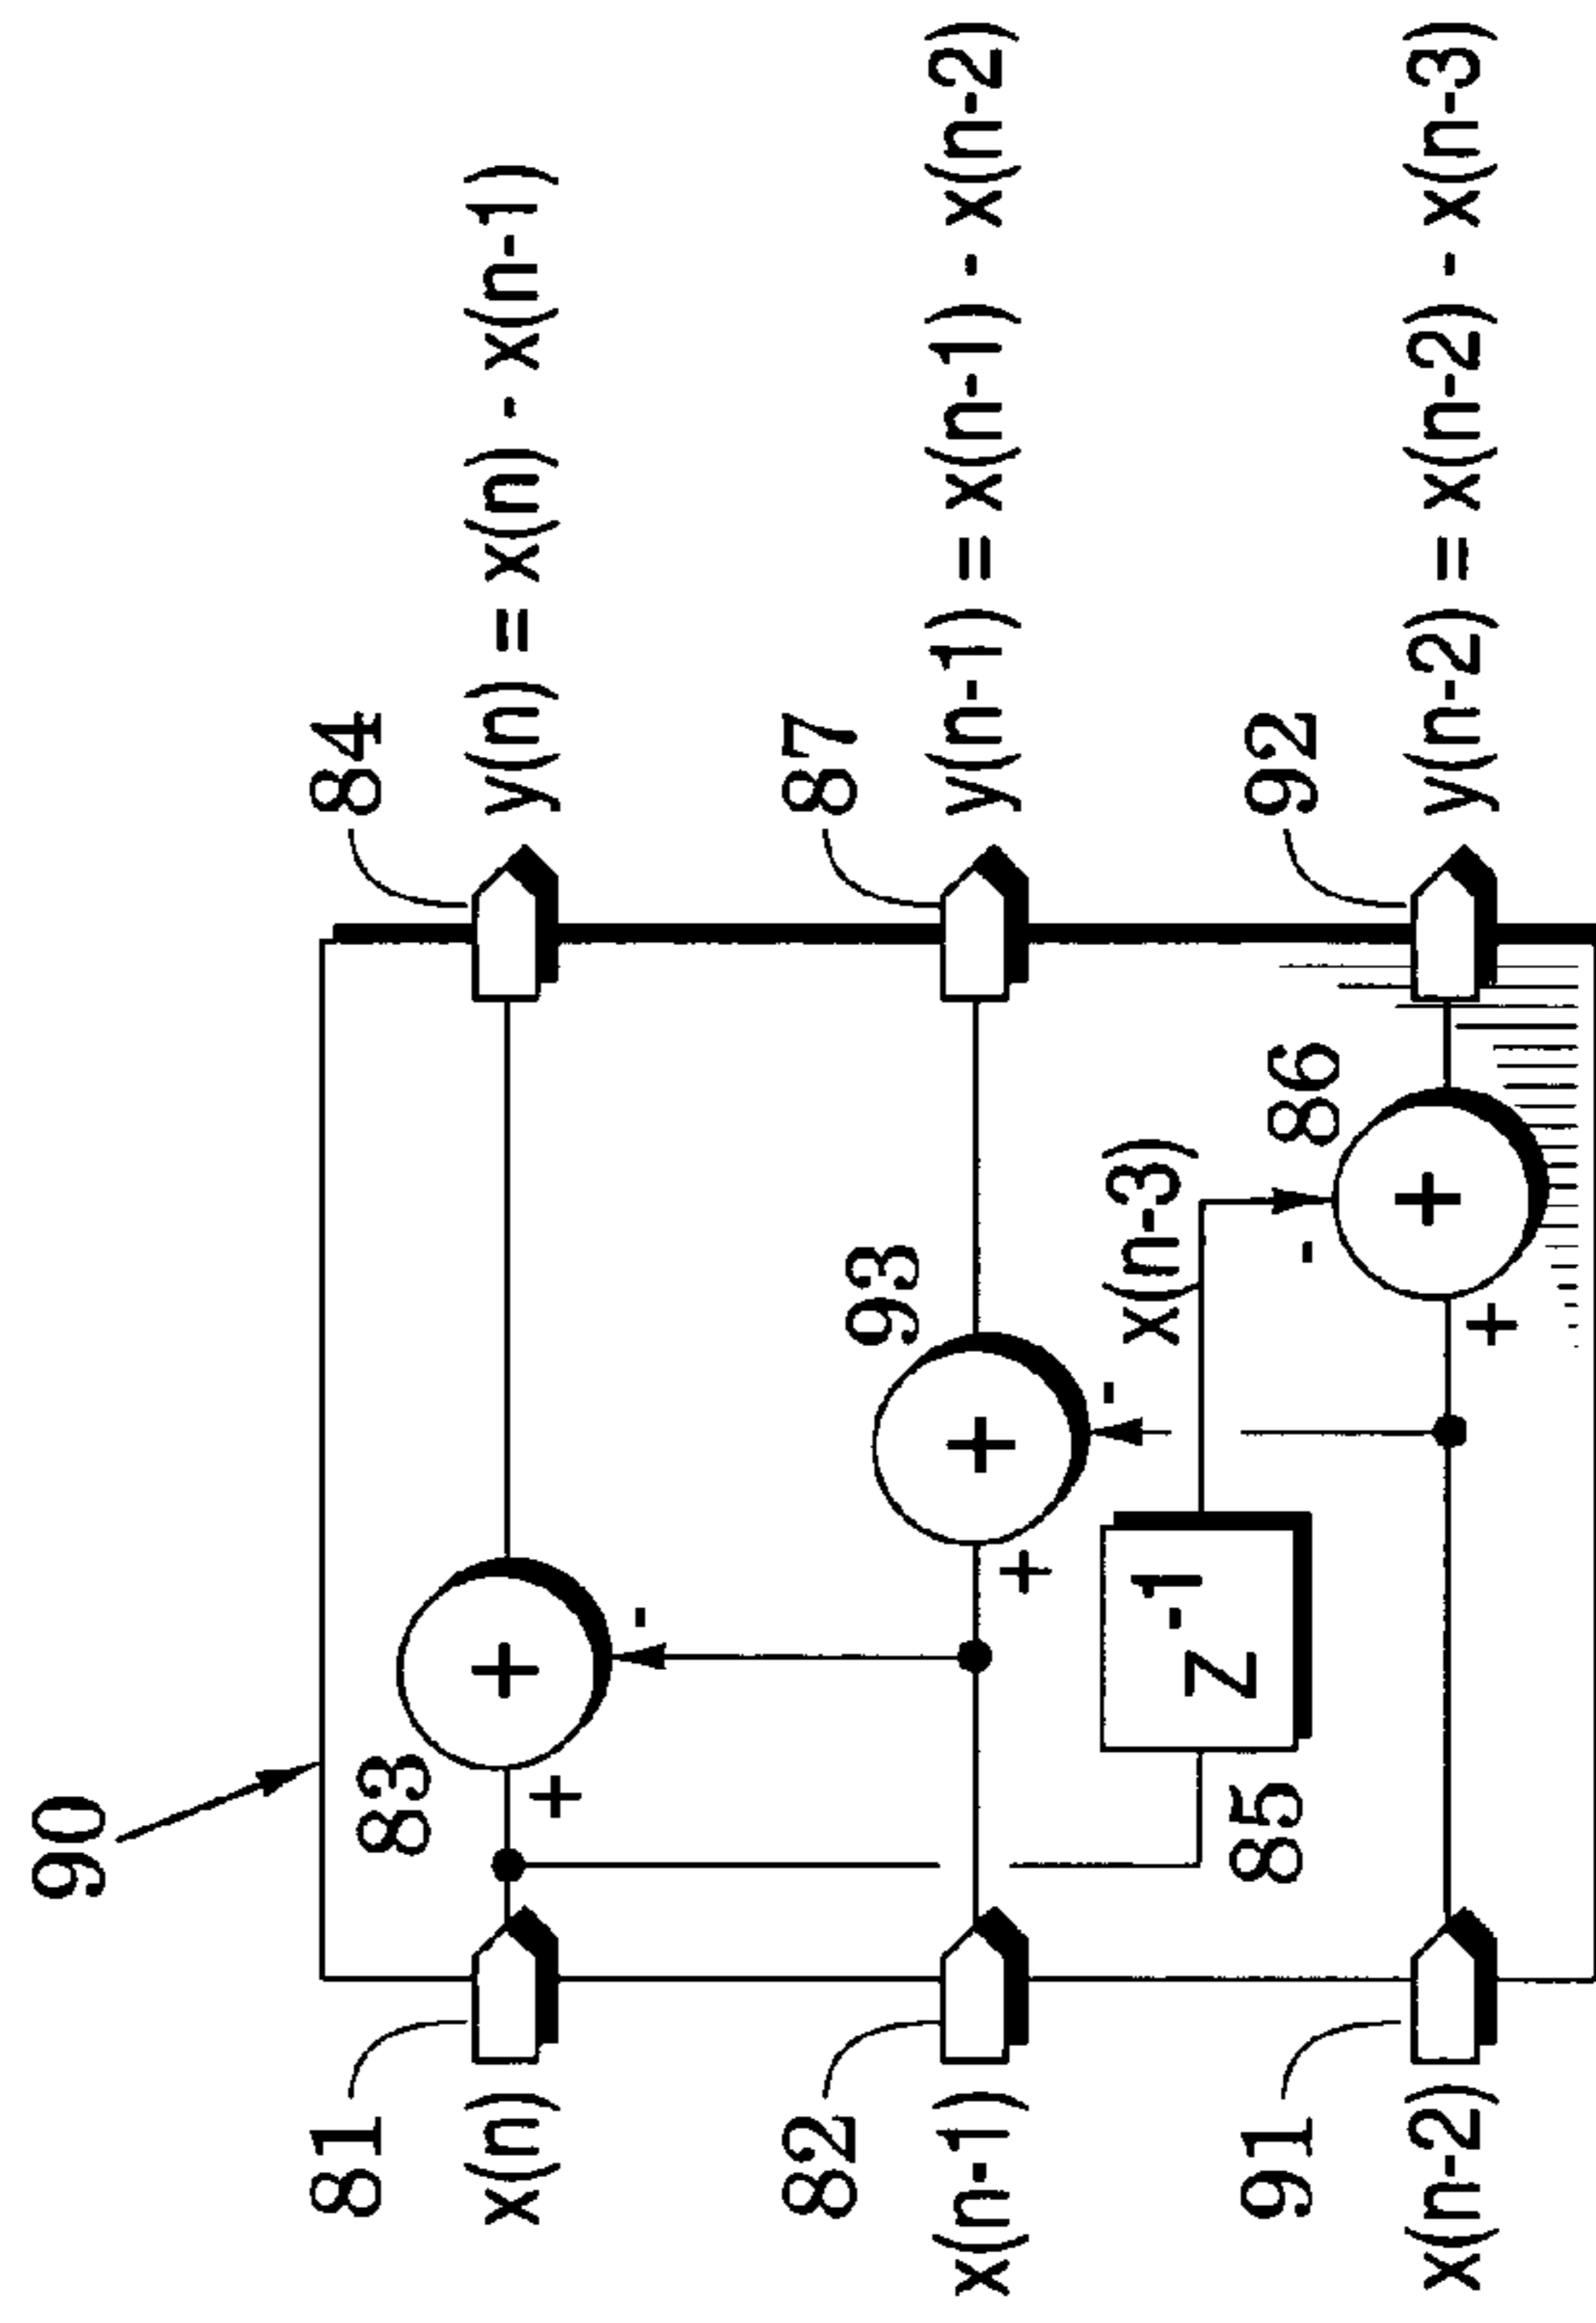 90
81
x(n)
83
+
+
-
84
y(n) = x(n) - x(n-1)
82
x(n-1)
93
+
+
-
87
y(n-1) = x(n-1) - x(n-2)
85
Z-1
x(n-3)
91
x(n-2)
86
+
+
-
92
y(n-2) = x(n-2) - x(n-3)